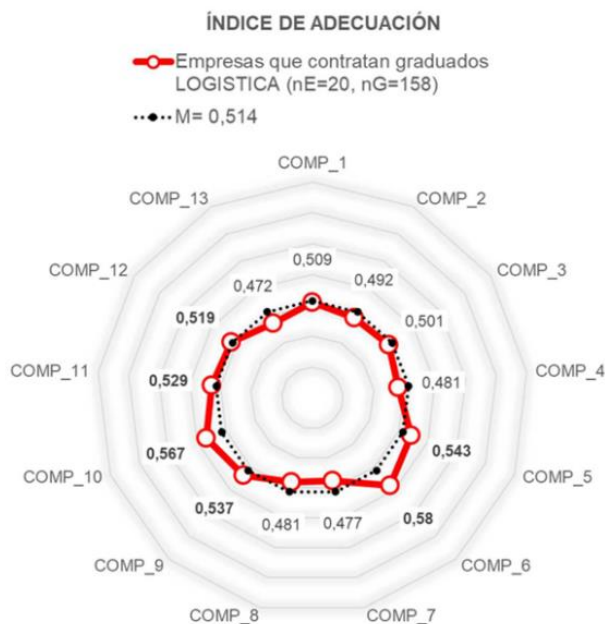 ÍNDICE DE ADECUACIÓN
Empresas que contratan graduados
LOGISTICA (nE=20, nG=158)
M= 0,514
COMP_1
COMP_13
COMP_2
COMP_12
COMP_3
0,509
0,472
0,492
0,519
0,501
COMP_11
COMP_4
0,529
0,481
0,567
0,543
COMP_10
COMP_5
0,537
0,58
0,481
0,477
COMP_9
COMP_6
COMP_8
COMP_7